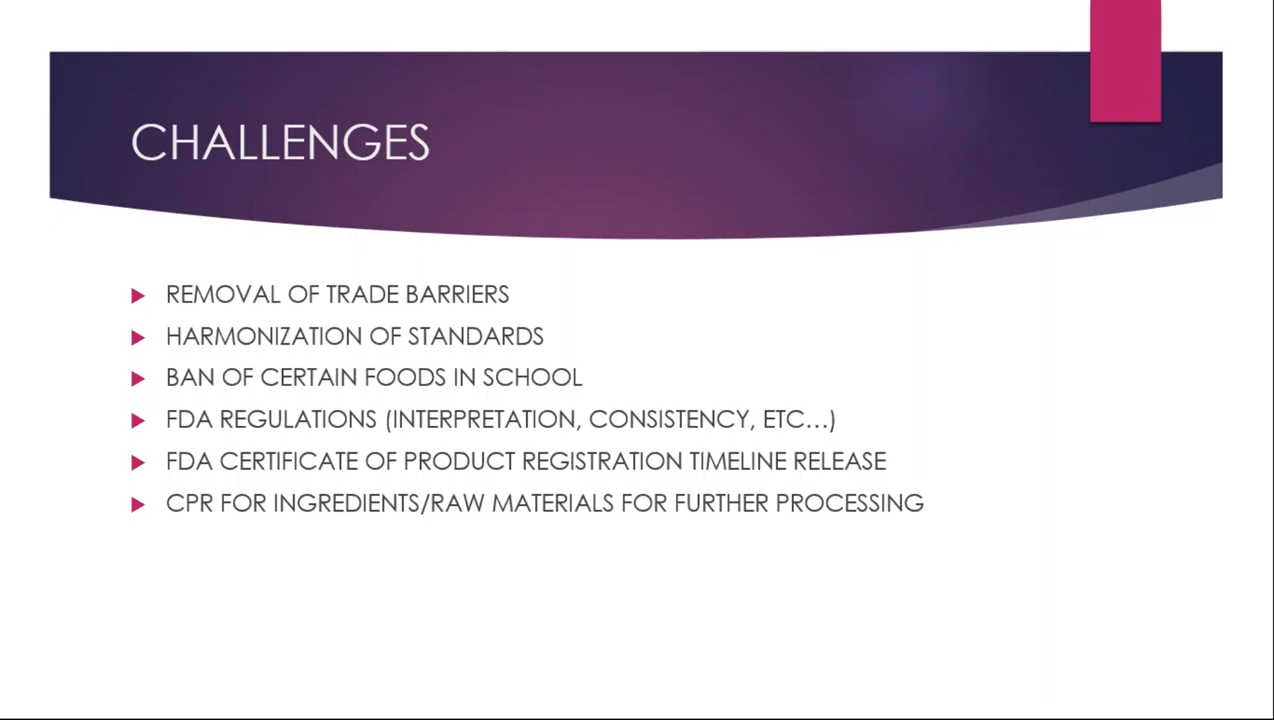 CHALLENGES
REMOVAL OF TRADE BARRIERS
HARMONIZATION OF STANDARDS
BAN OF CERTAIN FOODS IN SCHOOL
FDA REGULATIONS (INTERPRETATION, CONSISTENCY, ETC…)
FDA CERTIFICATE OF PRODUCT REGISTRATION TIMELINE RELEASE
CPR FOR INGREDIENTS/RAW MATERIALS FOR FURTHER PROCESSING